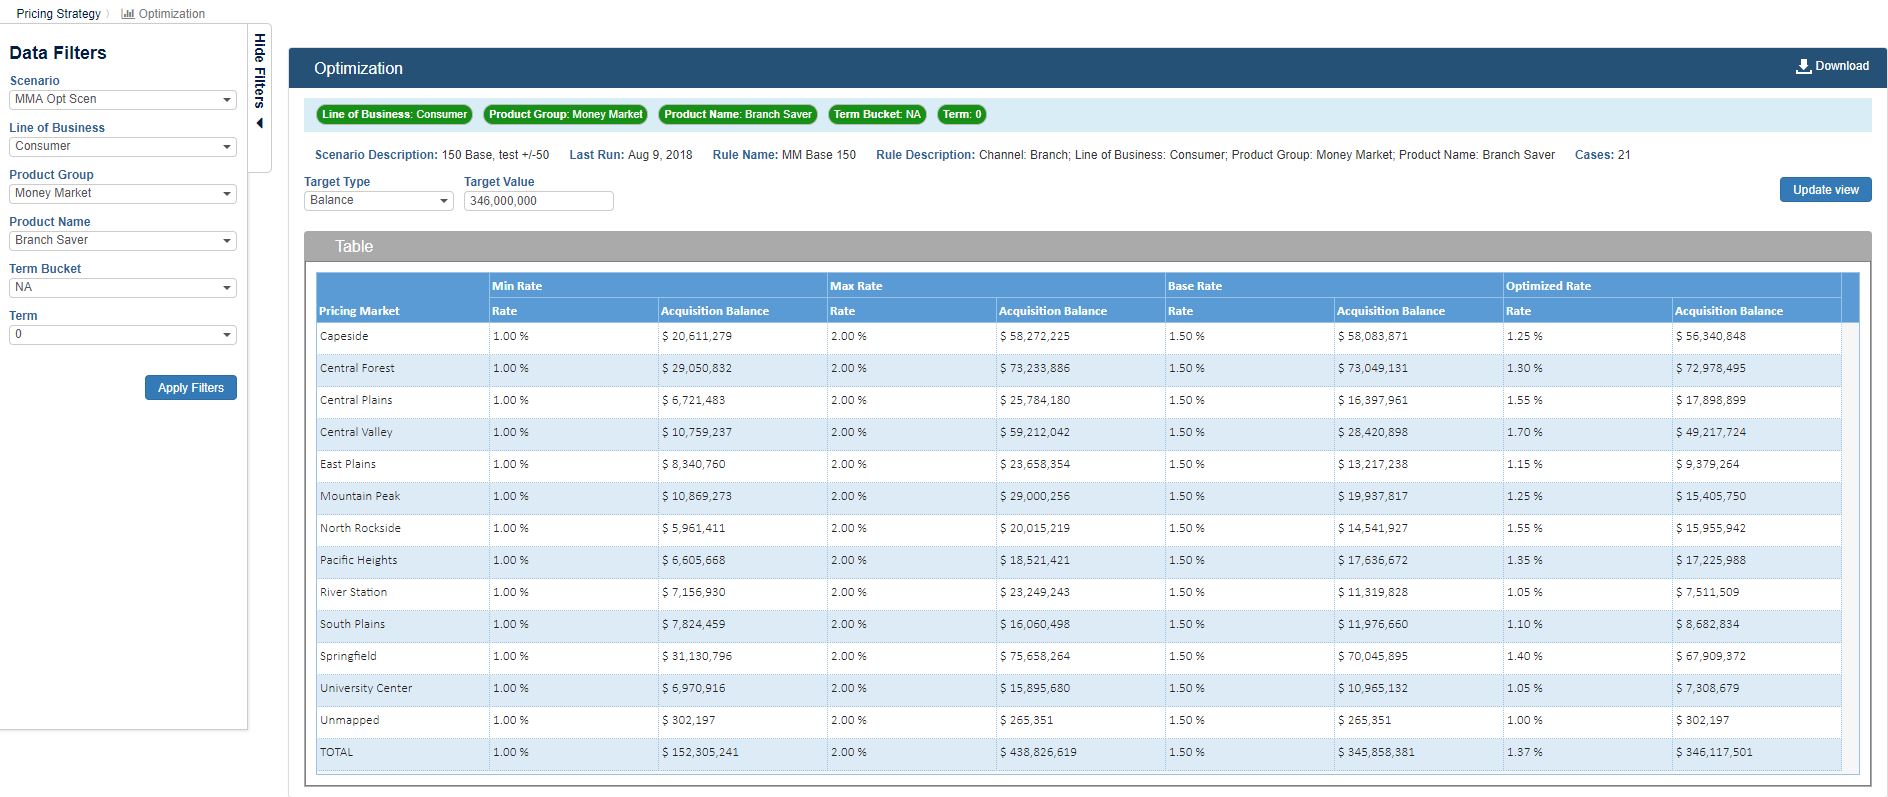 Pricing Strategy 〉 Optimization
Hide Filters
Data Filters
Scenario
MMA Opt Scen
Line of Business
Consumer
Product Group
Money Market
Product Name
Branch Saver
Term Bucket
NA
Term
0
Apply Filters
Optimization Download
Line of Business: Consumer Product Group: Money Market Product Name: Branch Saver Term Bucket: NA Term: 0
Scenario Description: 150 Base, test +/-50 Last Run: Aug 9, 2018 Rule Name: MM Base 150 Rule Description: Channel: Branch; Line of Business: Consumer; Product Group: Money Market; Product Name: Branch Saver Cases: 21
Target Type Target Value
Balance 346,000,000
Update view
Table
Min Rate Max Rate Base Rate Optimized Rate
Pricing Market Rate Acquisition Balance Rate Acquisition Balance Rate Acquisition Balance Rate Acquisition Balance
Capeside 1.00 % $ 20,611,279 2.00 % $ 58,272,225 1.50 % $ 58,083,871 1.25 % $ 56,340,848
Central Forest 1.00 % $ 29,050,832 2.00 % $ 73,233,886 1.50 % $ 73,049,131 1.30 % $ 72,978,495
Central Plains 1.00 % $ 6,721,483 2.00 % $ 25,784,180 1.50 % $ 16,397,961 1.55 % $ 17,898,899
Central Valley 1.00 % $ 10,759,237 2.00 % $ 59,212,042 1.50 % $ 28,420,898 1.70 % $ 49,217,724
East Plains 1.00 % $ 8,340,760 2.00 % $ 23,658,354 1.50 % $ 13,217,238 1.15 % $ 9,379,264
Mountain Peak 1.00 % $ 10,869,273 2.00 % $ 29,000,256 1.50 % $ 19,937,817 1.25 % $ 15,405,750
North Rockside 1.00 % $ 5,961,411 2.00 % $ 20,015,219 1.50 % $ 14,541,927 1.55 % $ 15,955,942
Pacific Heights 1.00 % $ 6,605,668 2.00 % $ 18,521,421 1.50 % $ 17,636,672 1.35 % $ 17,225,988
River Station 1.00 % $ 7,156,930 2.00 % $ 23,249,243 1.50 % $ 11,319,828 1.05 % $ 7,511,509
South Plains 1.00 % $ 7,824,459 2.00 % $ 16,060,498 1.50 % $ 11,976,660 1.10 % $ 8,682,834
Springfield 1.00 % $ 31,130,796 2.00 % $ 75,658,264 1.50 % $ 70,045,895 1.40 % $ 67,909,372
University Center 1.00 % $ 6,970,916 2.00 % $ 15,895,680 1.50 % $ 10,965,132 1.05 % $ 7,308,679
Unmapped 1.00 % $ 302,197 2.00 % $ 265,351 1.50 % $ 265,351 1.00 % $ 302,197
TOTAL 1.00 % $ 152,305,241 2.00 % $ 438,826,619 1.50 % $ 345,858,381 1.37 % $ 346,117,501